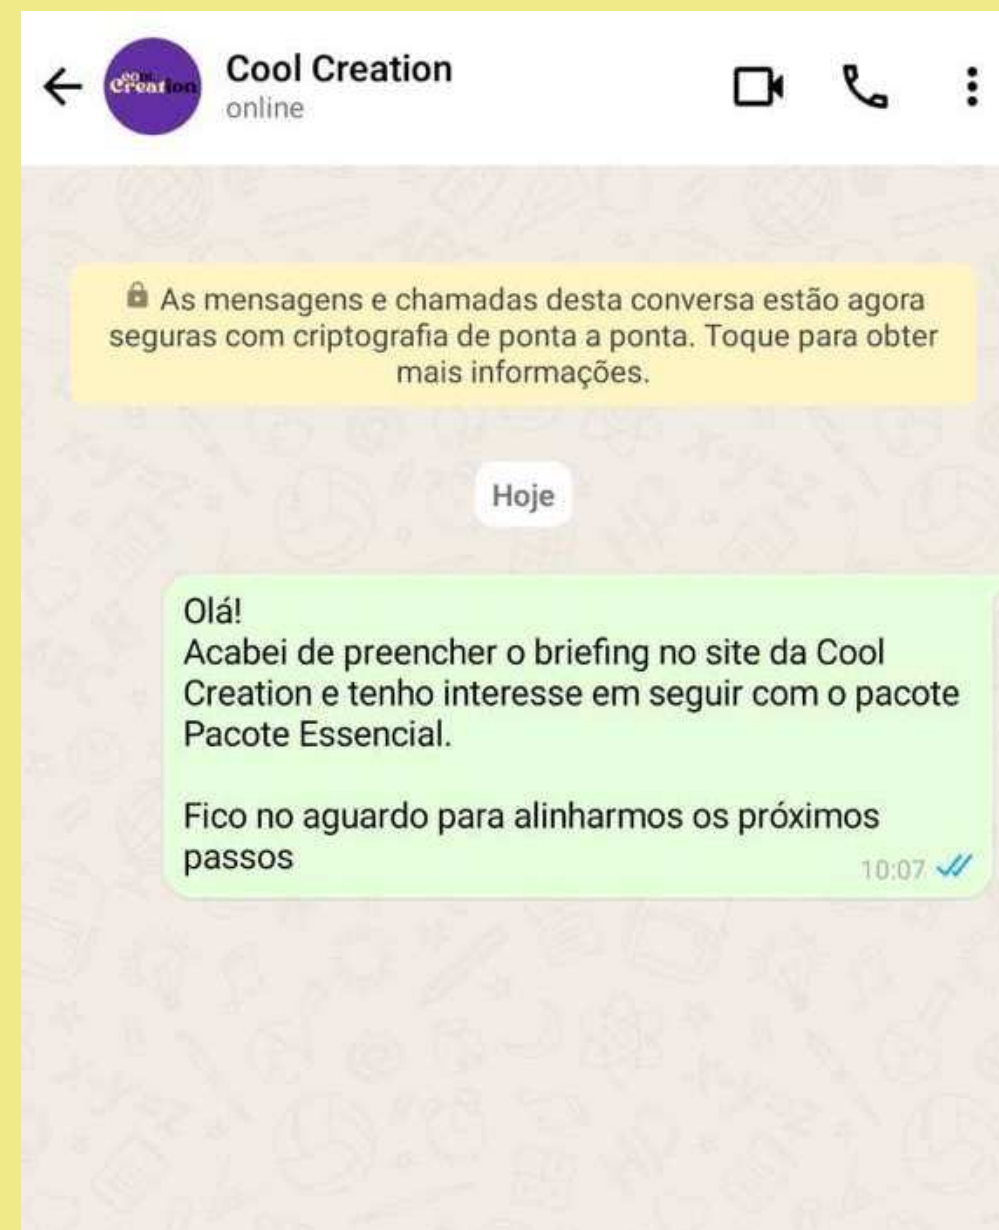 Cool Creation
online
COOL
Creation
As mensagens e chamadas desta conversa estão agora
seguras com criptografia de ponta a ponta. Toque para obter
mais informações.
Hoje
Olá!
Acabei de preencher o briefing no site da Cool
Creation e tenho interesse em seguir com o pacote
Pacote Essencial.
Fico no aguardo para alinharmos os próximos
passos
10:07